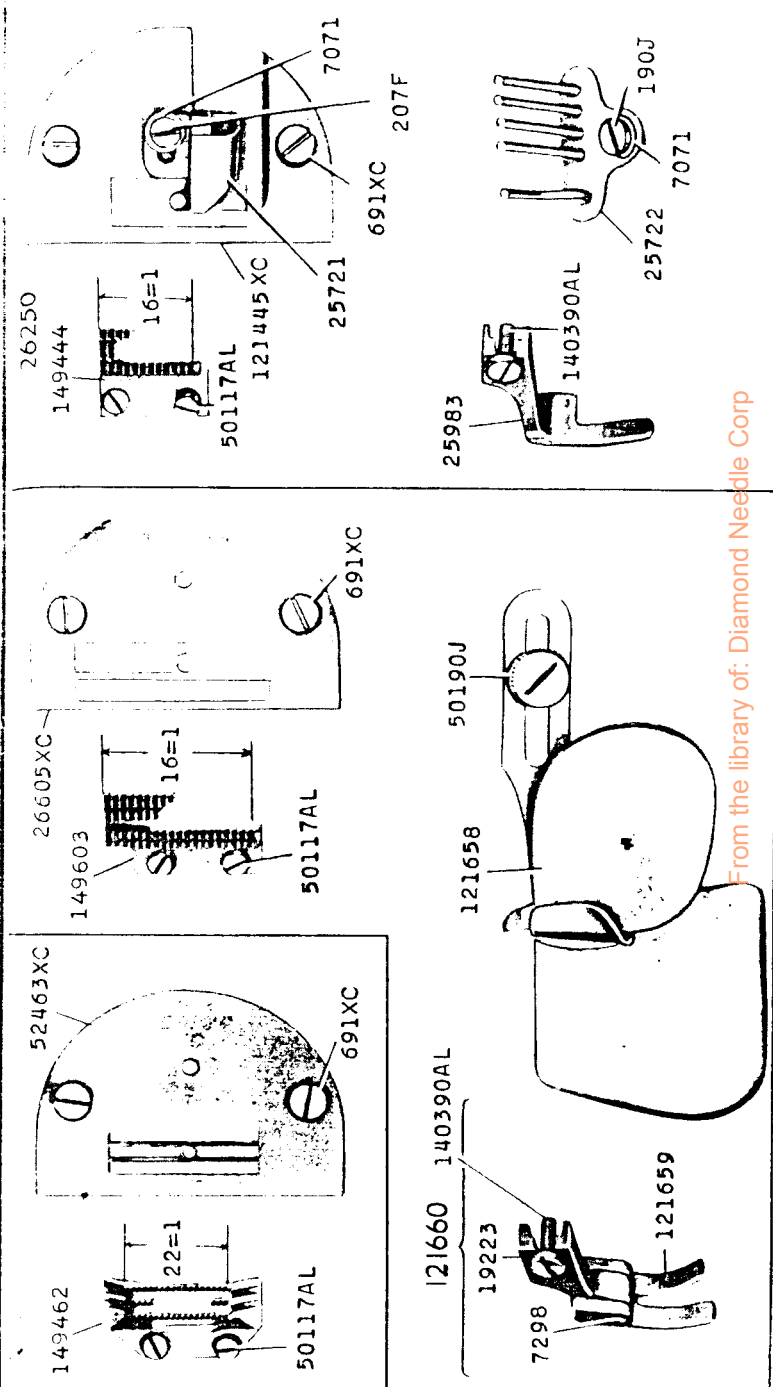 52463XC
149462
22=1
691XC
50117AL
26605XC
149603
16=1
691XC
50117AL
26250
149444
16=1
50117AL
121445XC
25721
691XC
207F
7071
121660
140390AL
19223
7298
121659
121658
50190J
25983
140390AL
25722
7071
190J
From the library of: Diamond Needle Corp